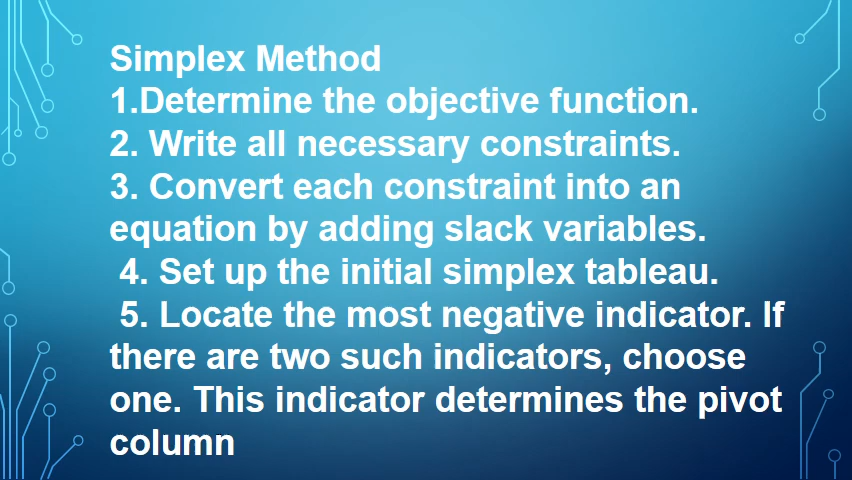 Simplex Method
1.Determine the objective function.
2. Write all necessary constraints.
3. Convert each constraint into an
equation by adding slack variables.
4. Set up the initial simplex tableau.
5. Locate the most negative indicator. If
there are two such indicators, choose
one. This indicator determines the pivot
column